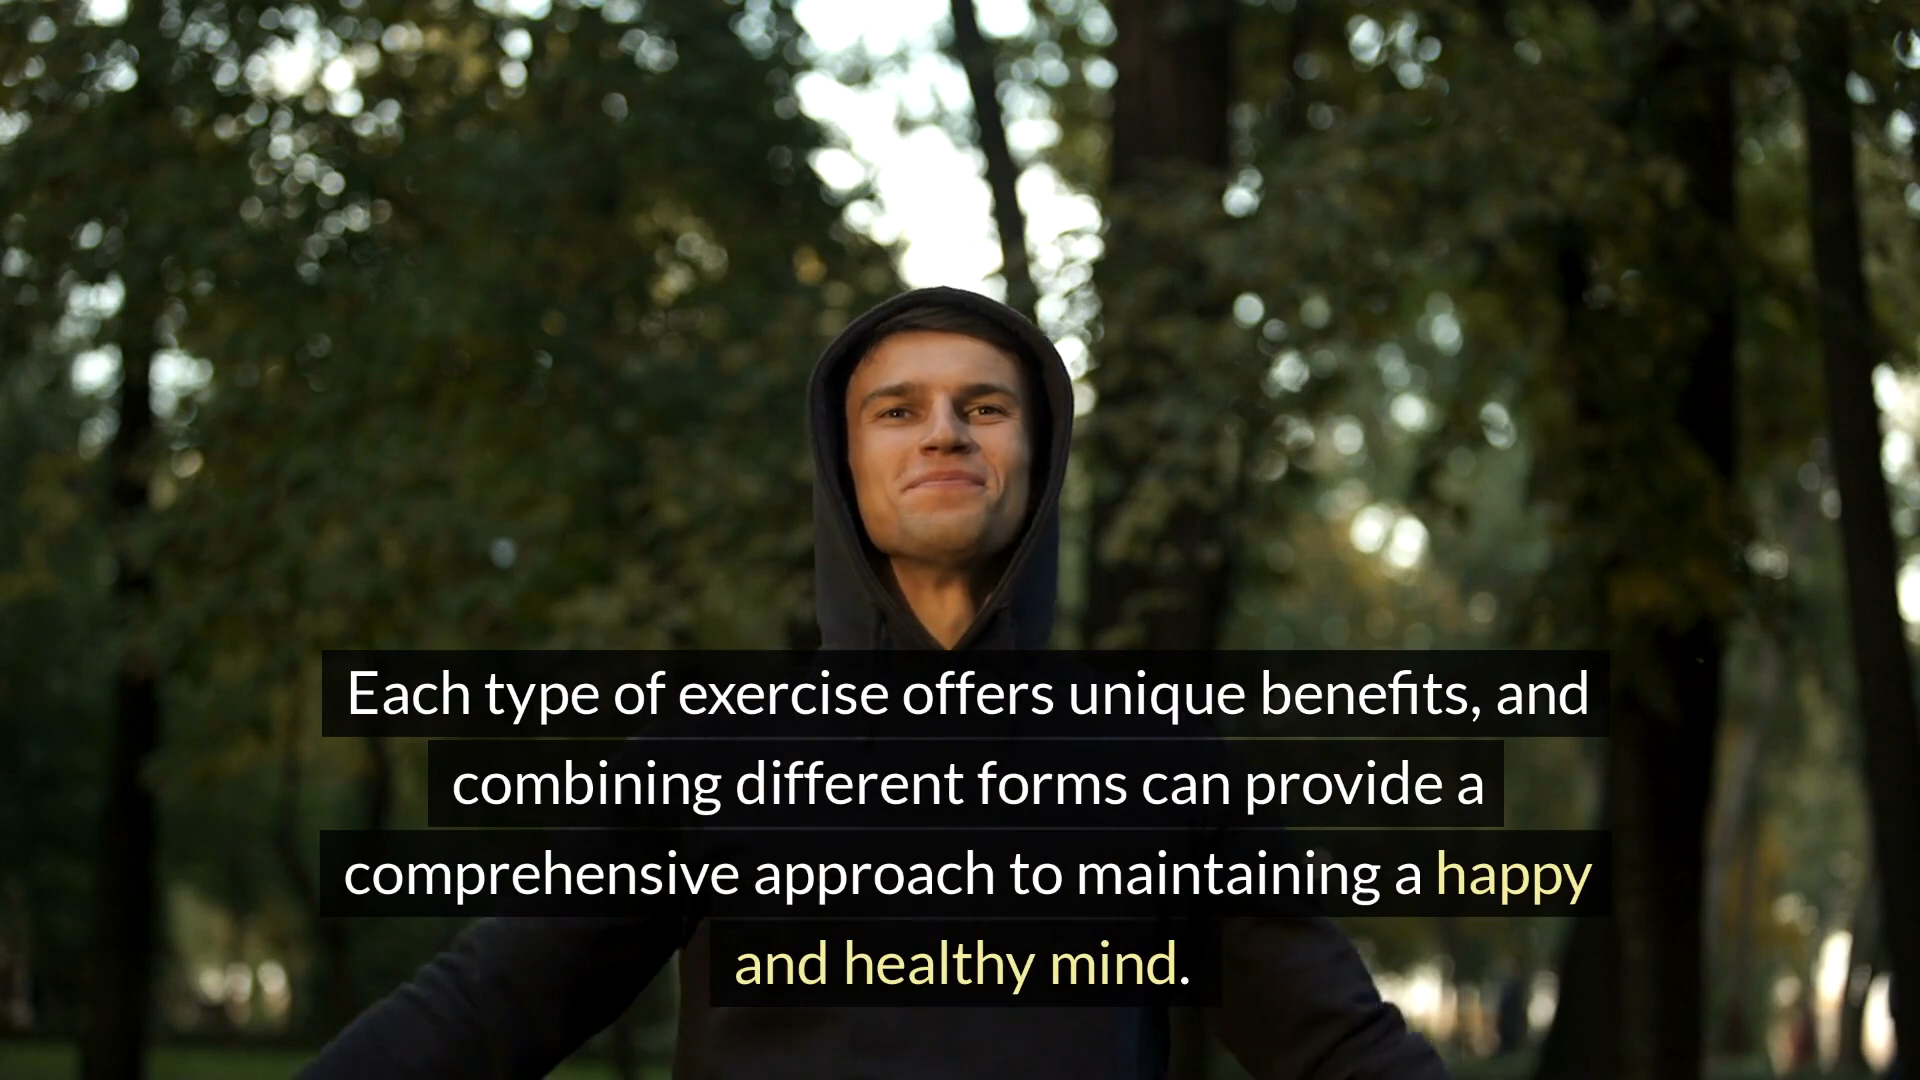 Each type of exercise offers unique benefits, and
combining different forms can provide a
comprehensive approach to maintaining a happy
and healthy mind.